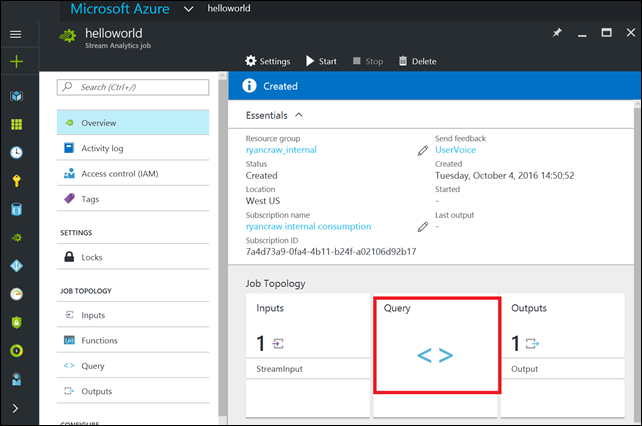 Microsoft Azure helloworld
helloworld
Stream Analytics job
Settings Start Stop Delete
Search (Ctrl+/)
Overview
Activity log
Access control (IAM)
Tags
SETTINGS
Locks
JOB TOPOLOGY
Inputs
Functions
Query
Outputs
CONFIGURE
Created
Essentials
Resource group
ryancraw_internal
Status
Created
Location
West US
Subscription name
ryancraw internal consumption
Subscription ID
7a4d73a9-0fa4-4b11-b24f-a02106d92b17
Send feedback
UserVoice
Created
Tuesday, October 4, 2016 14:50:52
Started
-
Last output
-
Job Topology
Inputs
1
StreamInput
Query
< >
Outputs
1
Output